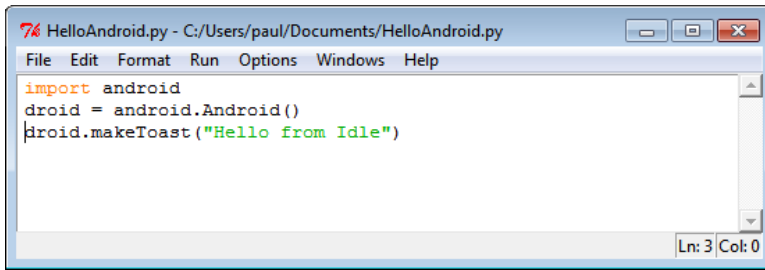 HelloAndroid.py - C:/Users/paul/Documents/HelloAndroid.py
File Edit Format Run Options Windows Help
import android
droid = android.Android()
droid.makeToast("Hello from Idle")
Ln: 3 Col: 0